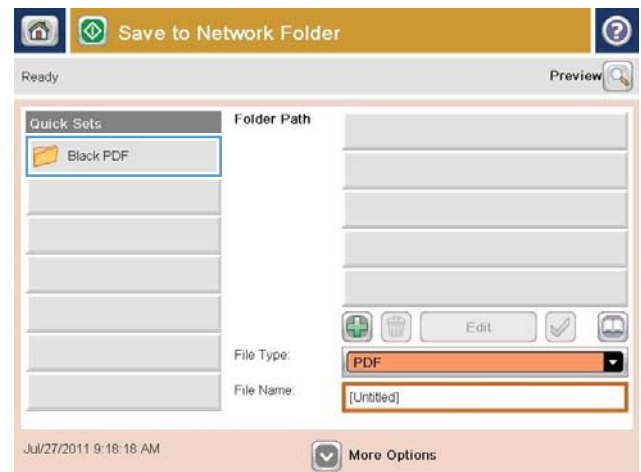 Save to Network Folder
Ready
Preview
Quick Sets
Folder Path
Black PDF
Edit
File Type:
PDF
File Name:
[Untitled]
Jul/27/2011 9:18:18 AM
More Options